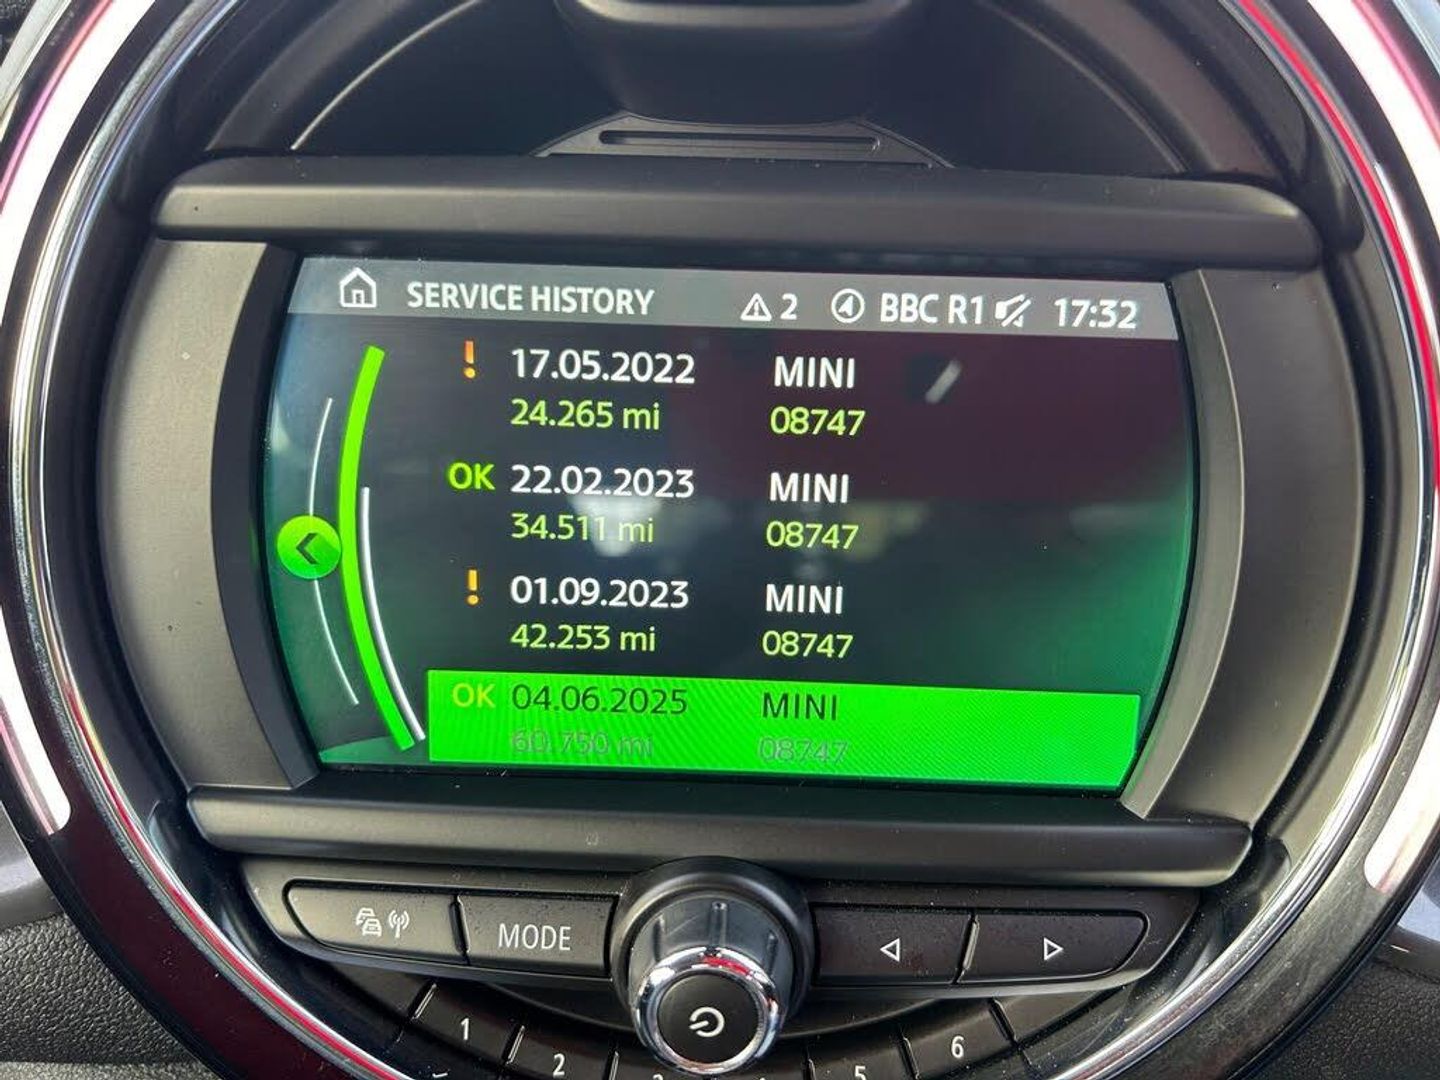 SERVICE HISTORY 2 4 BBC R1 17:32
! 17.05.2022 MINI
24.265 mi 08747
OK 22.02.2023 MINI
34.511 mi 08747
! 01.09.2023 MINI
42.253 mi 08747
OK 04.06.2025 MINI
60.750 mi 08747
MODE
1 2 5 6